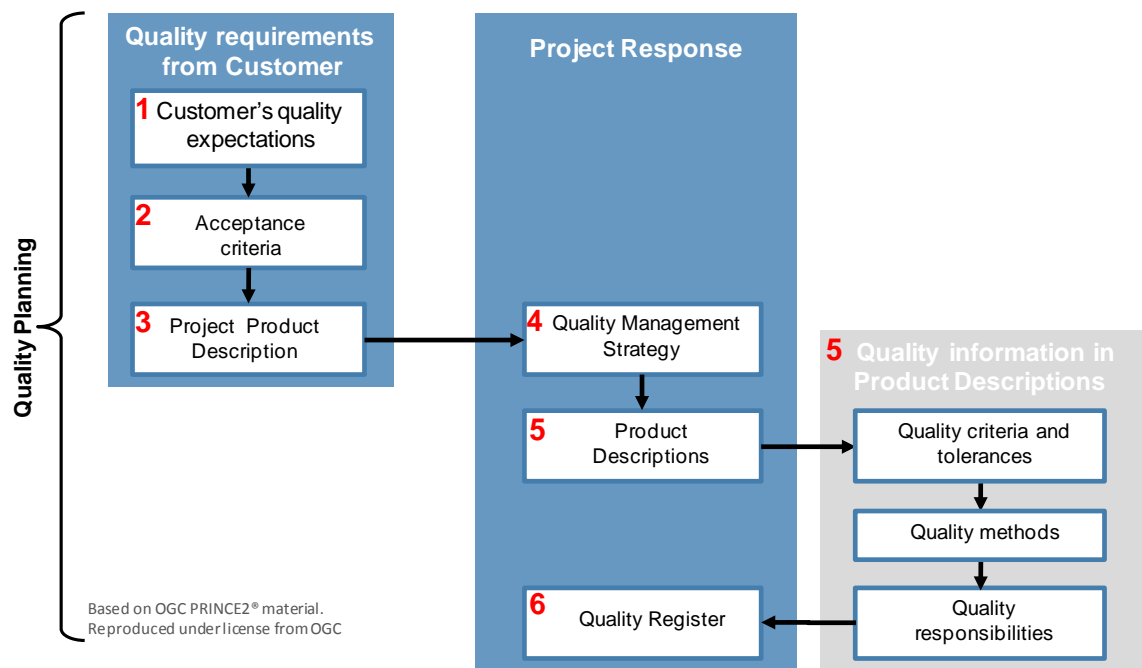 Quality Planning
Quality requirements
from Customer
1 Customer's quality
expectations
2 Acceptance
criteria
3 Project Product
Description
Project Response
4 Quality Management
Strategy
5 Product
Descriptions
5 Quality information in
Product Descriptions
Quality criteria and
tolerances
Quality methods
Quality
responsibilities
6 Quality Register
Based on OGC PRINCE2® material.
Reproduced under license from OGC